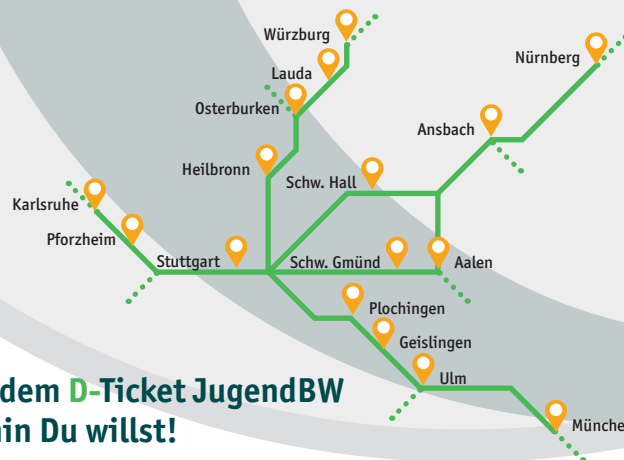 Würzburg
Nürnberg
Lauda
Osterburken
Ansbach
Heilbronn
Schw. Hall
Karlsruhe
Pforzheim
Stuttgart
Schw. Gmünd
Aalen
Plochingen
Geislingen
Ulm
Münche
dem D-Ticket JugendBW
in Du willst!